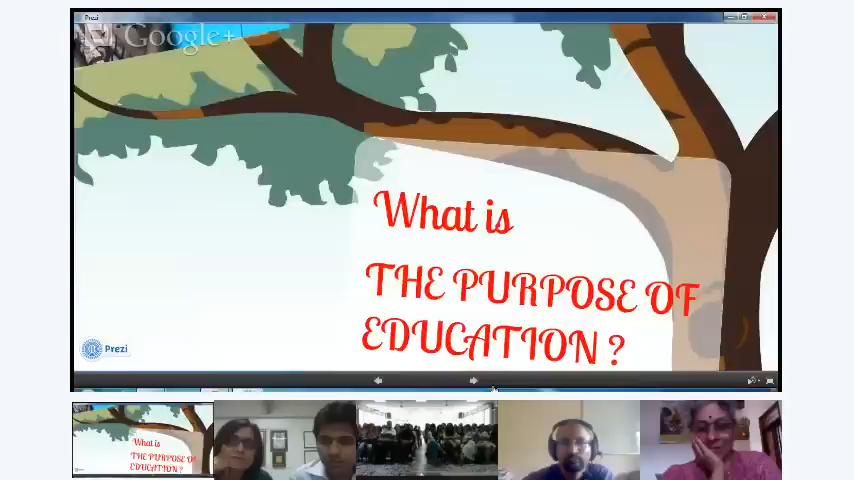 Prezi
Google+
What is
THE PURPOSE OF
EDUCATION ?
Prezi
What is
THE PURPOSE OF
EDUCATION ?